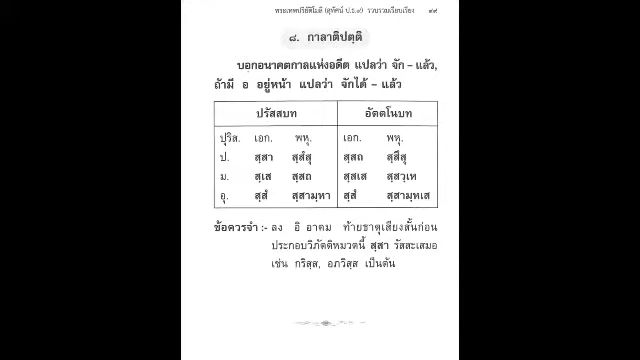 พระเทพปริยัติโมลี (สุทัศน์ ป.ธ.๙) รวบรวมเรียบเรียง ๙๙
๘. กาลาติปตฺติ
บอกอนาคตกาลแห่งอดีต แปลว่า จัก – แล้ว,
ถ้ามี อ อยู่หน้า แปลว่า จักได้ – แล้ว
ปรัสสบท อัตตโนบท
ปุริส. เอก. พหุ. เอก. พหุ.
ป. สฺสา สฺสํสุ สฺสถ สฺสึสุ
ม. สฺเส สฺสถ สฺสเส สฺสวฺเห
อุ. สฺสํ สฺสามฺหา สฺสํ สฺสามฺหเส
ข้อควรจำ :- ลง อิ อาคม ท้ายธาตุเสียงสั้นก่อน
ประกอบวิภัตติหมวดนี้ สฺสา รัสสะเสมอ
เช่น กริสฺส, อภวิสฺส เป็นต้น